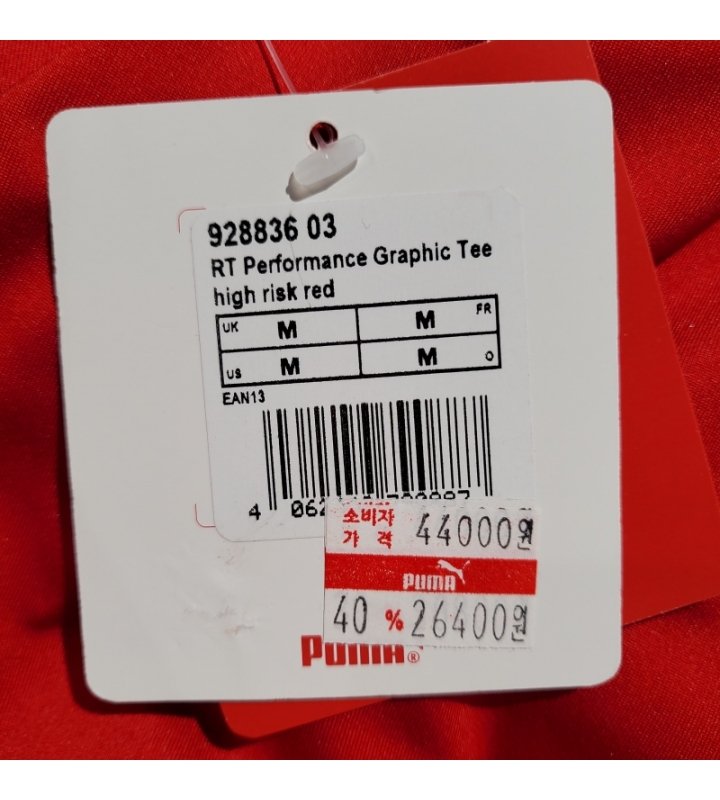 928836 03
RT Performance Graphic Tee
high risk red
UK M M FR
US M M O
EAN13
4
소비자
가 격 44000원
PUMA
40 % 26400원
PUMA®